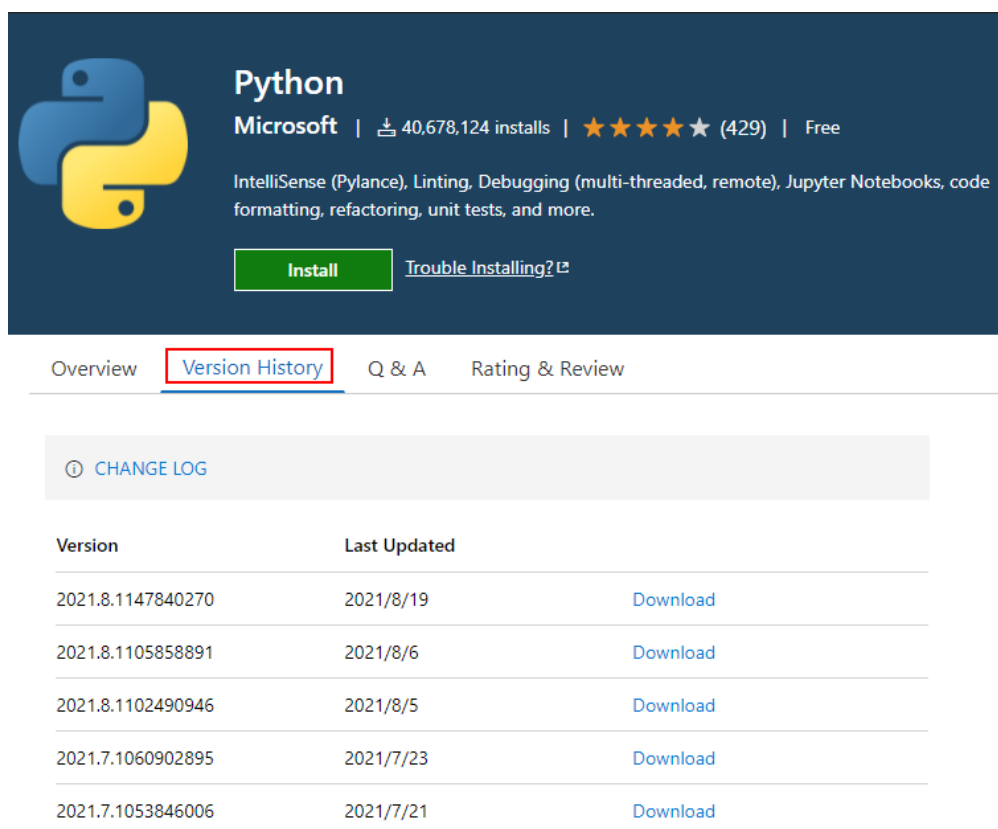 Python
Microsoft | 40,678,124 installs | (429) | Free
IntelliSense (Pylance), Linting, Debugging (multi-threaded, remote), Jupyter Notebooks, code
formatting, refactoring, unit tests, and more.
Install Trouble Installing?
Overview Version History Q & A Rating & Review
CHANGE LOG
Version Last Updated
2021.8.1147840270 2021/8/19 Download
2021.8.1105858891 2021/8/6 Download
2021.8.1102490946 2021/8/5 Download
2021.7.1060902895 2021/7/23 Download
2021.7.1053846006 2021/7/21 Download